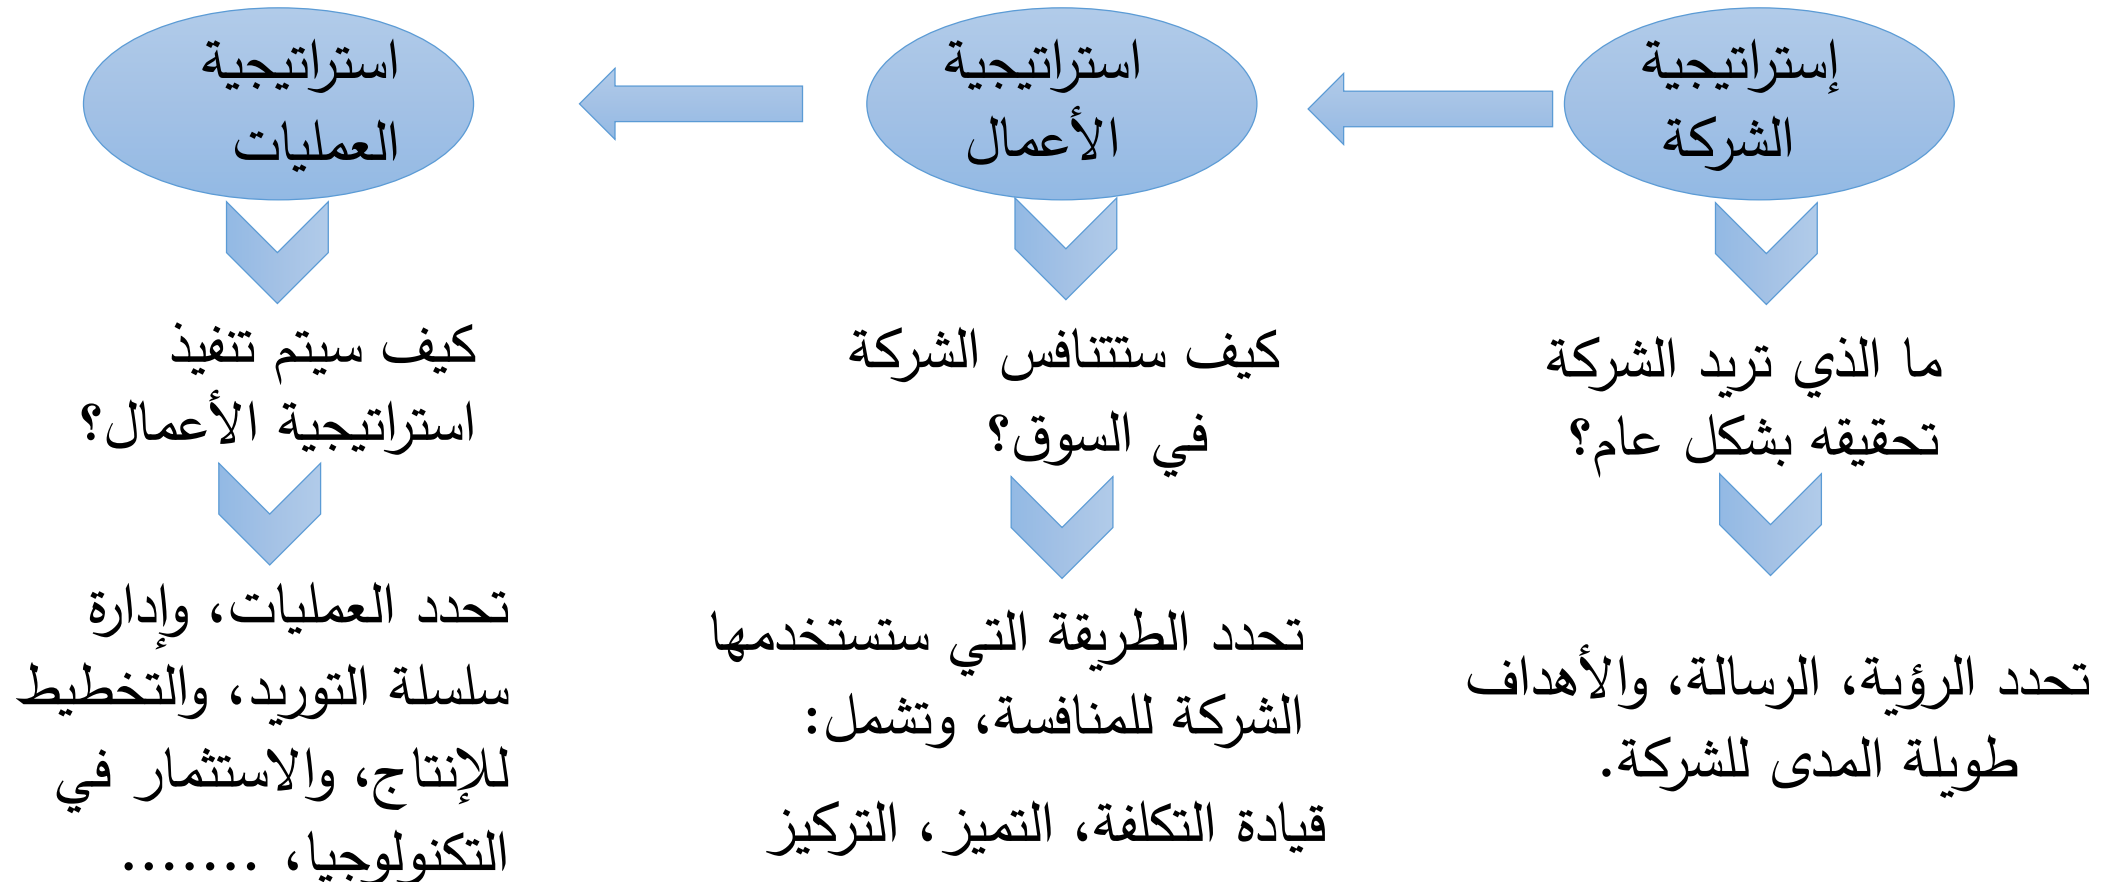 إستراتيجية
الشركة
ما الذي تريد الشركة
تحقيقه بشكل عام؟
تحدد الرؤية، الرسالة، والأهداف
طويلة المدى للشركة.
استراتيجية
الأعمال
كيف ستتنافس الشركة
في السوق؟
تحدد الطريقة التي ستستخدمها
الشركة للمنافسة، وتشمل:
قيادة التكلفة، التميز، التركيز
استراتيجية
العمليات
كيف سيتم تنفيذ
استراتيجية الأعمال؟
تحدد العمليات، وإدارة
سلسلة التوريد، والتخطيط
للإنتاج، والاستثمار في
التكنولوجيا، .......